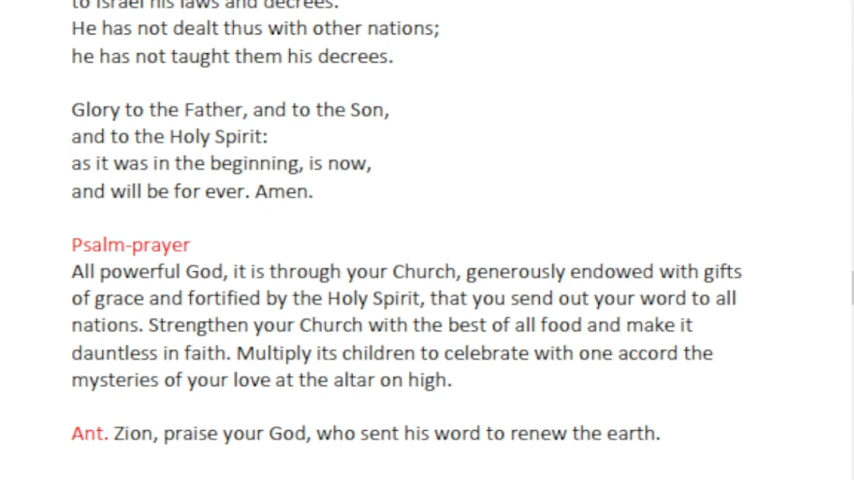 to Israel his laws and decrees.
He has not dealt thus with other nations;
he has not taught them his decrees.
Glory to the Father, and to the Son,
and to the Holy Spirit:
as it was in the beginning, is now,
and will be for ever. Amen.
Psalm-prayer
All powerful God, it is through your Church, generously endowed with gifts
of grace and fortified by the Holy Spirit, that you send out your word to all
nations. Strengthen your Church with the best of all food and make it
dauntless in faith. Multiply its children to celebrate with one accord the
mysteries of your love at the altar on high.
Ant. Zion, praise your God, who sent his word to renew the earth.